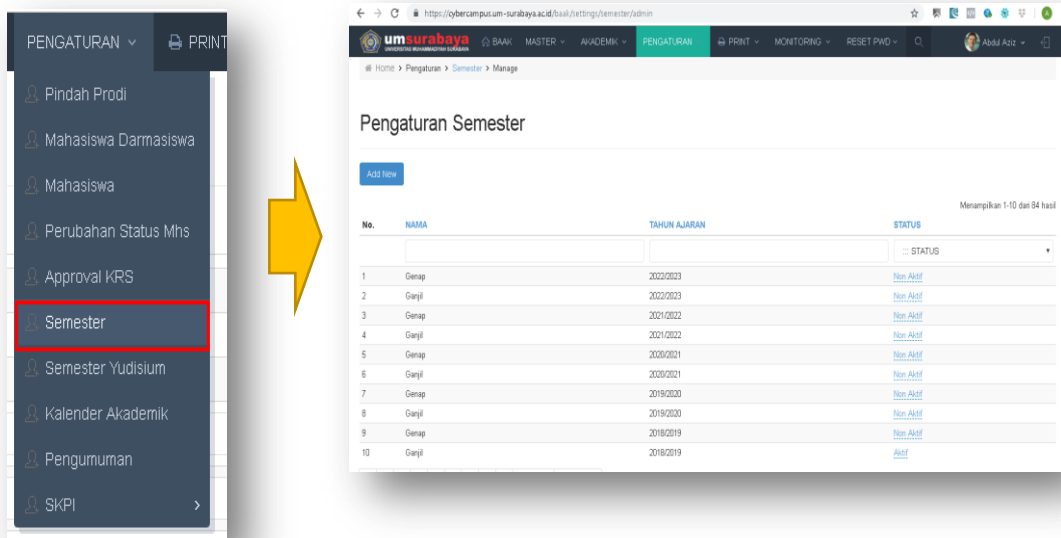 PENGATURAN PRINT
Pindah Prodi
Mahasiswa Darmasiswa
Mahasiswa
Perubahan Status Mhs
Approval KRS
Semester
Semester Yudisium
Kalender Akademik
Pengumuman
SKPI
https://cybercampus.um-surabaya.ac.id/baak/settings/semester/admin
umsurabaya BAAK MASTER AKADEMIK PENGATURAN PRINT MONITORING RESET PWD Abdul Aziz
UNIVERSITAS MUHAMMADIYAH SURABAYA
Home > Pengaturan > Semester > Manage
Pengaturan Semester
Add New
Menampilkan 1-10 dari 84 hasil
No. NAMA TAHUN AJARAN STATUS
::: STATUS
1 Genap 2022/2023 Non Aktif
2 Ganjil 2022/2023 Non Aktif
3 Genap 2021/2022 Non Aktif
4 Ganjil 2021/2022 Non Aktif
5 Genap 2020/2021 Non Aktif
6 Ganjil 2020/2021 Non Aktif
7 Genap 2019/2020 Non Aktif
8 Ganjil 2019/2020 Non Aktif
9 Genap 2018/2019 Non Aktif
10 Ganjil 2018/2019 Aktif